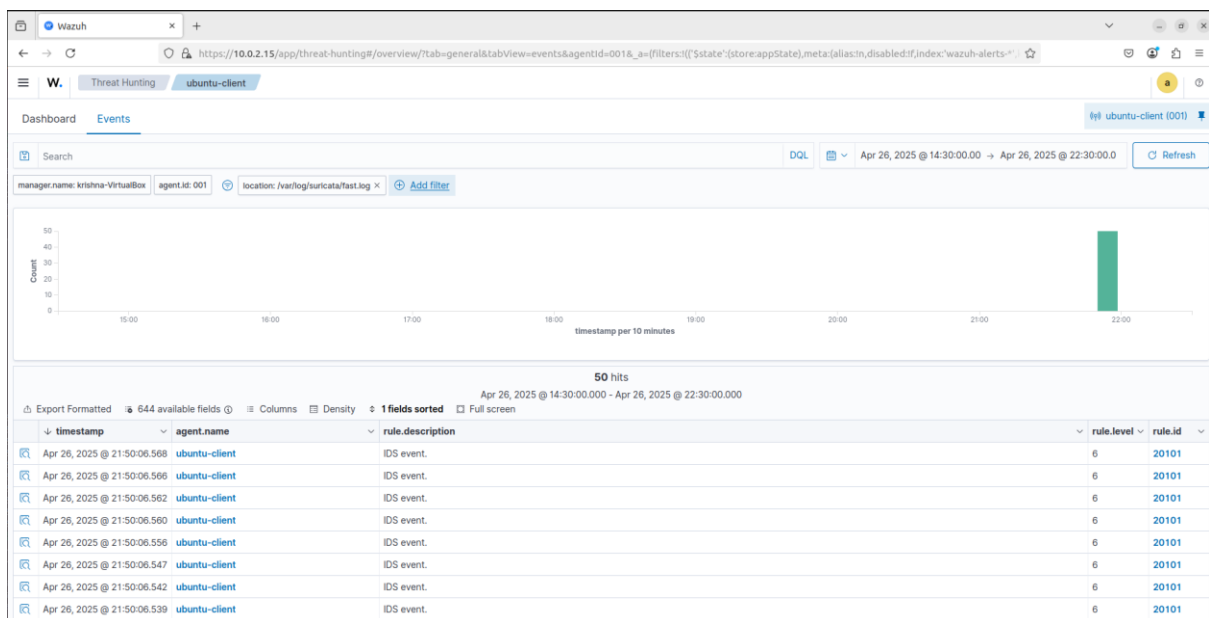 Wazuh
https://10.0.2.15/app/threat-hunting#/overview/?tab=general&tabView=events&agentId=001&_a=(filters:!(('$state':(store:appState),meta:(alias:!n,disabled:!f,index:'wazuh-alerts-*',
W. Threat Hunting ubuntu-client a
Dashboard Events ubuntu-client (001)
Search DQL Apr 26, 2025 @ 14:30:00.00 → Apr 26, 2025 @ 22:30:00.0 Refresh
manager.name: krishna-VirtualBox agent.id: 001 location: /var/log/suricata/fast.log × Add filter
50
40
30
20
10
0
Count
15:00 16:00 17:00 18:00 19:00 20:00 21:00 22:00
timestamp per 10 minutes
50 hits
Apr 26, 2025 @ 14:30:00.000 - Apr 26, 2025 @ 22:30:00.000
Export Formatted 644 available fields Columns Density 1 fields sorted Full screen
timestamp agent.name rule.description rule.level rule.id
Apr 26, 2025 @ 21:50:06.568 ubuntu-client IDS event. 6 20101
Apr 26, 2025 @ 21:50:06.566 ubuntu-client IDS event. 6 20101
Apr 26, 2025 @ 21:50:06.562 ubuntu-client IDS event. 6 20101
Apr 26, 2025 @ 21:50:06.560 ubuntu-client IDS event. 6 20101
Apr 26, 2025 @ 21:50:06.556 ubuntu-client IDS event. 6 20101
Apr 26, 2025 @ 21:50:06.547 ubuntu-client IDS event. 6 20101
Apr 26, 2025 @ 21:50:06.542 ubuntu-client IDS event. 6 20101
Apr 26, 2025 @ 21:50:06.539 ubuntu-client IDS event. 6 20101